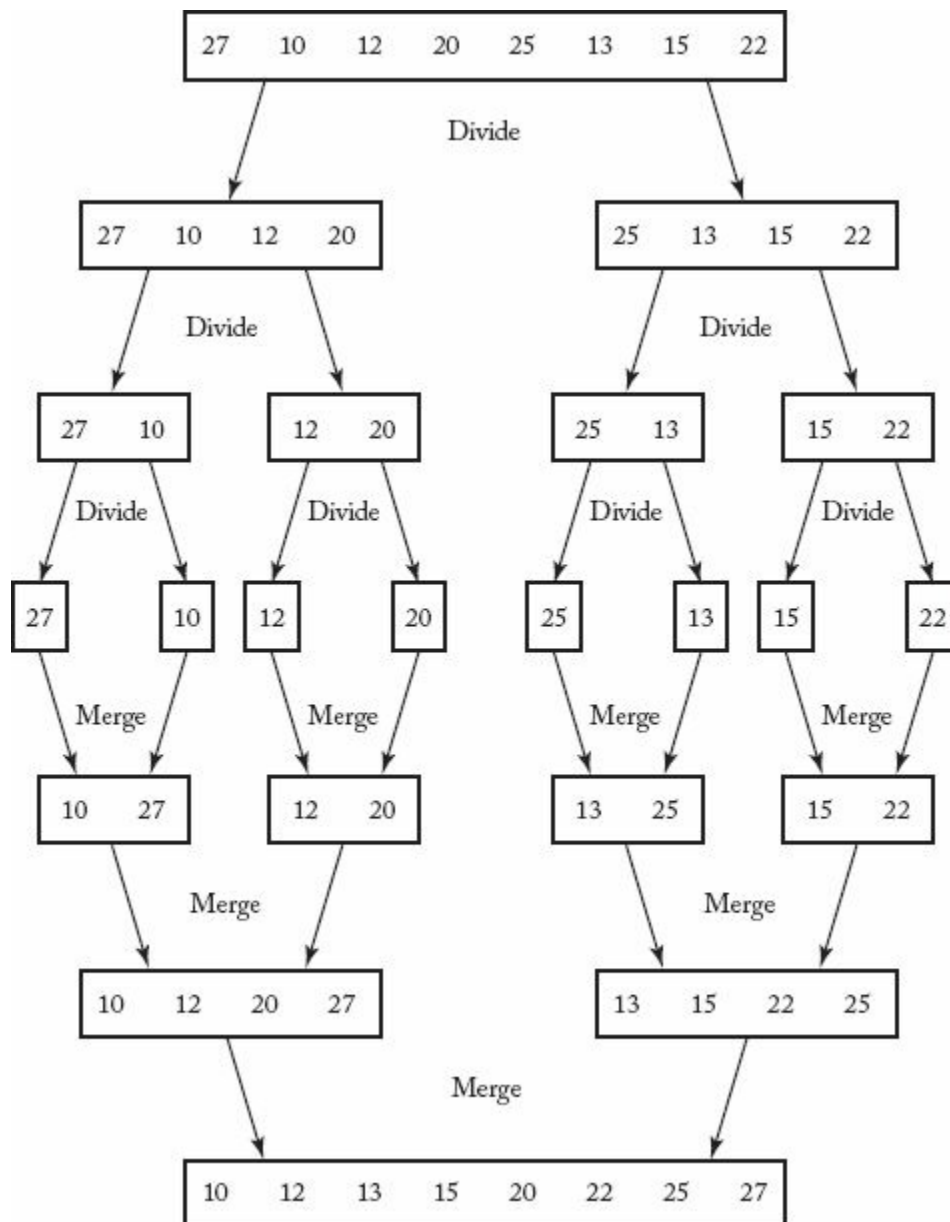 27 10 12 20 25 13 15 22
Divide
27 10 12 20 25 13 15 22
Divide Divide
27 10 12 20 25 13 15 22
Divide Divide Divide Divide
27 10 12 20 25 13 15 22
Merge Merge Merge Merge
10 27 12 20 13 25 15 22
Merge Merge
10 12 20 27 13 15 22 25
Merge
10 12 13 15 20 22 25 27